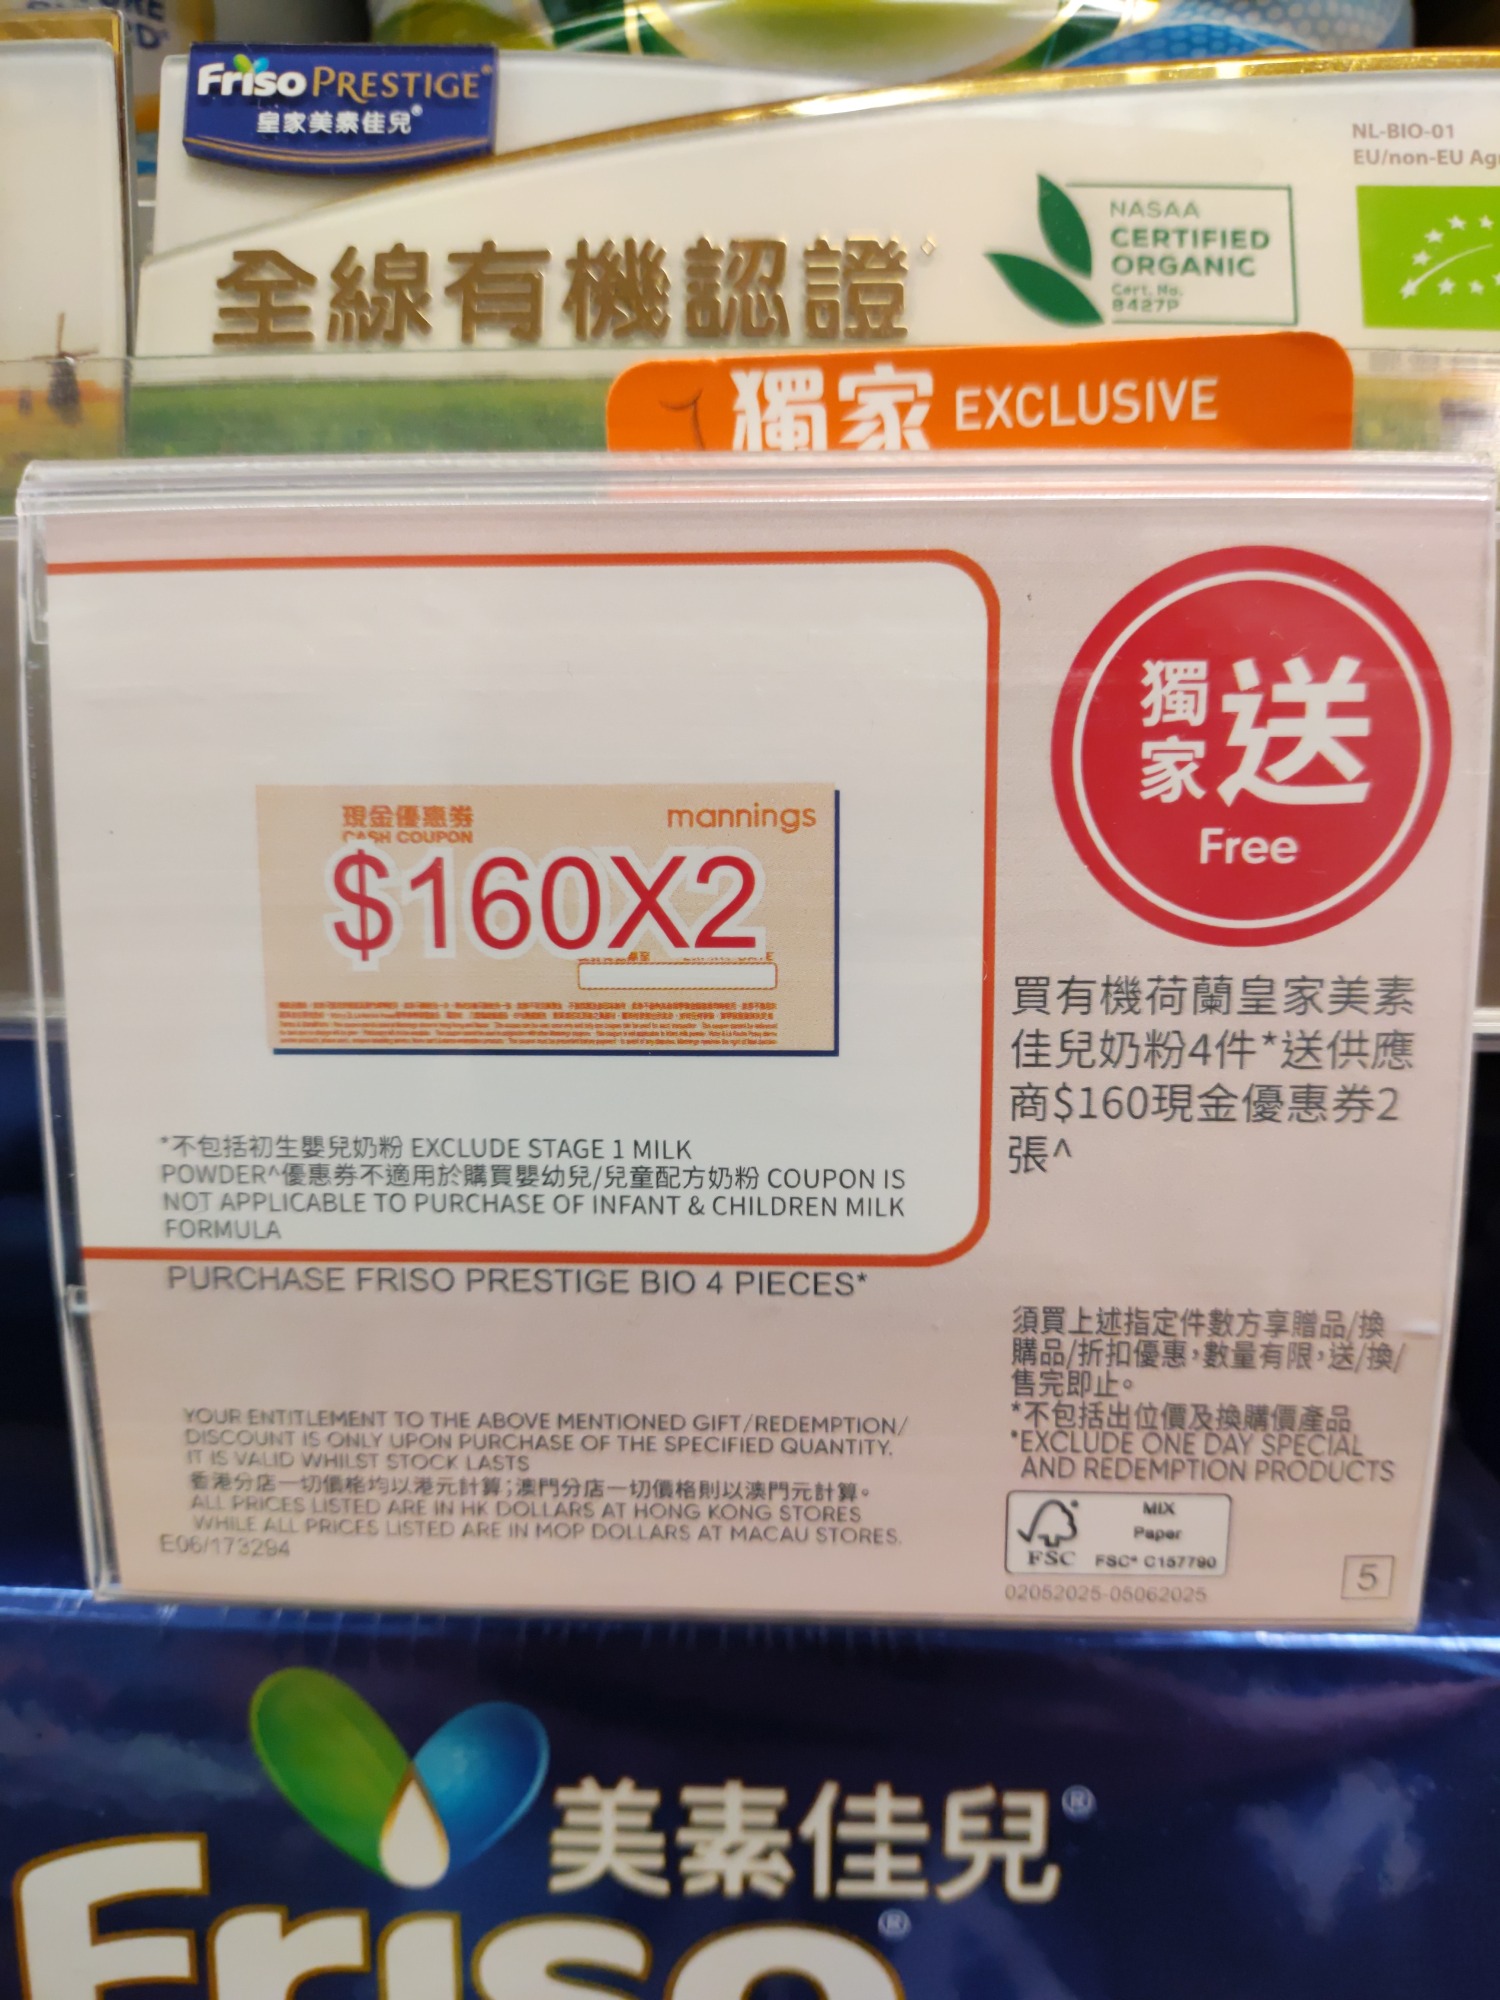 Friso PRESTIGE®
皇家美素佳兒®
NL-BIO-01
EU/non-EU Agr
全線有機認證◇
NASAA
CERTIFIED
ORGANIC
Cert. No.
8427P
獨家 EXCLUSIVE
現金優惠券
CASH COUPON
mannings
$160X2
獨家 送
Free
買有機荷蘭皇家美素
佳兒奶粉4件*送供應
商$160現金優惠券2
張^
*不包括初生嬰兒奶粉 EXCLUDE STAGE 1 MILK
POWDER^優惠券不適用於購買嬰幼兒/兒童配方奶粉 COUPON IS
NOT APPLICABLE TO PURCHASE OF INFANT & CHILDREN MILK
FORMULA
PURCHASE FRISO PRESTIGE BIO 4 PIECES*
須買上述指定件數方享贈品/換
購品/折扣優惠，數量有限，送/換/
售完即止。
*不包括出位價及換購價產品
*EXCLUDE ONE DAY SPECIAL
AND REDEMPTION PRODUCTS
YOUR ENTITLEMENT TO THE ABOVE MENTIONED GIFT/REDEMPTION/
DISCOUNT IS ONLY UPON PURCHASE OF THE SPECIFIED QUANTITY.
IT IS VALID WHILST STOCK LASTS
香港分店一切價格均以港元計算；澳門分店一切價格則以澳門元計算。
ALL PRICES LISTED ARE IN HK DOLLARS AT HONG KONG STORES
WHILE ALL PRICES LISTED ARE IN MOP DOLLARS AT MACAU STORES.
E06/173294
FSC
MIX
Paper
FSC® C157790
02052025-05062025
5
美素佳兒®
Friso®